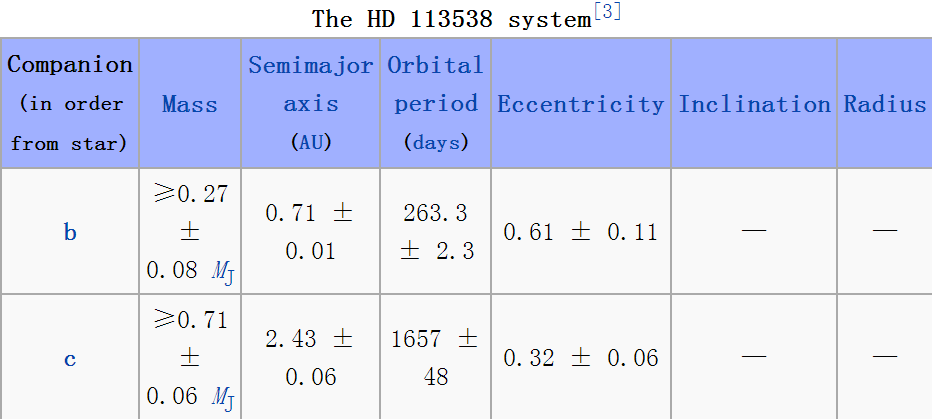 The HD 113538 system[3]
Companion
(in order
from star)
Mass
Semimajor
axis
(AU)
Orbital
period
(days)
Eccentricity
Inclination
Radius
b
≥0.27
±
0.08 MJ
0.71 ±
0.01
263.3
± 2.3
0.61 ± 0.11
—
—
c
≥0.71
±
0.06 MJ
2.43 ±
0.06
1657 ±
48
0.32 ± 0.06
—
—